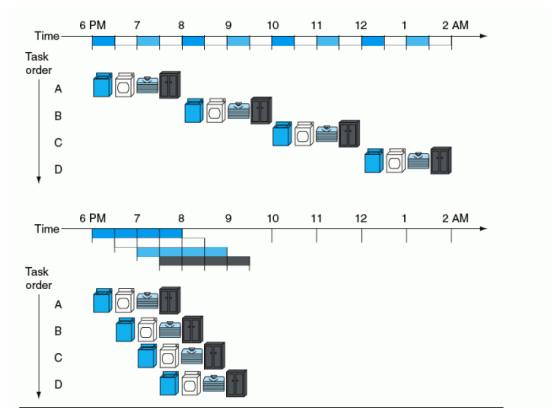 6 PM 7 8 9 10 11 12 1 2 AM
Time
Task
order
A
B
C
D
6 PM 7 8 9 10 11 12 1 2 AM
Time
Task
order
A
B
C
D